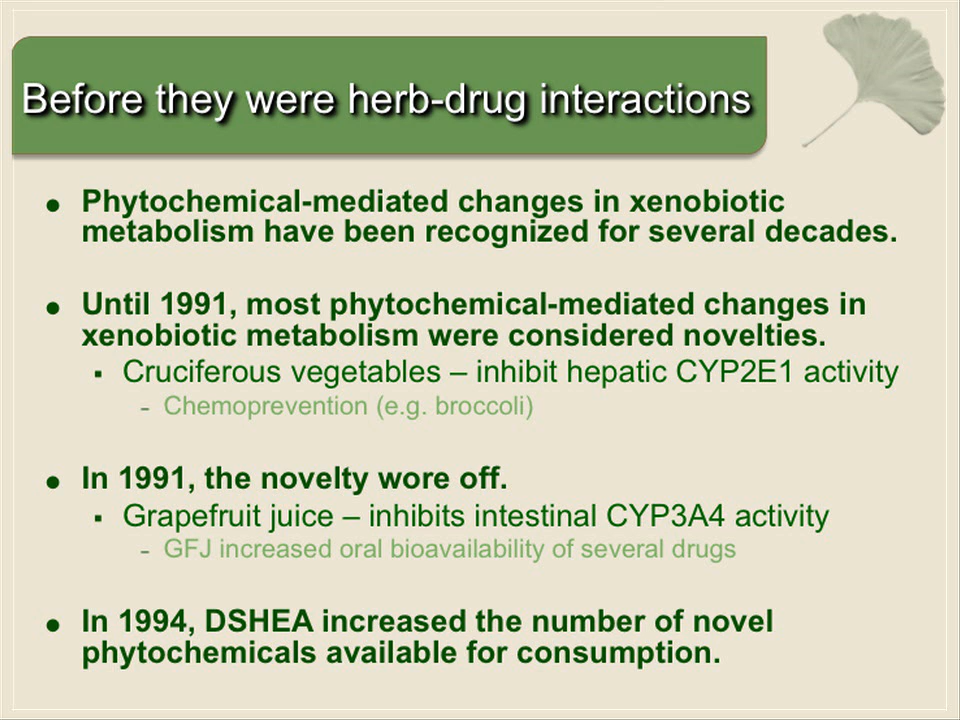 Before they were herb-drug interactions
● Phytochemical-mediated changes in xenobiotic
metabolism have been recognized for several decades.
● Until 1991, most phytochemical-mediated changes in
xenobiotic metabolism were considered novelties.
▪ Cruciferous vegetables – inhibit hepatic CYP2E1 activity
- Chemoprevention (e.g. broccoli)
● In 1991, the novelty wore off.
▪ Grapefruit juice – inhibits intestinal CYP3A4 activity
- GFJ increased oral bioavailability of several drugs
● In 1994, DSHEA increased the number of novel
phytochemicals available for consumption.